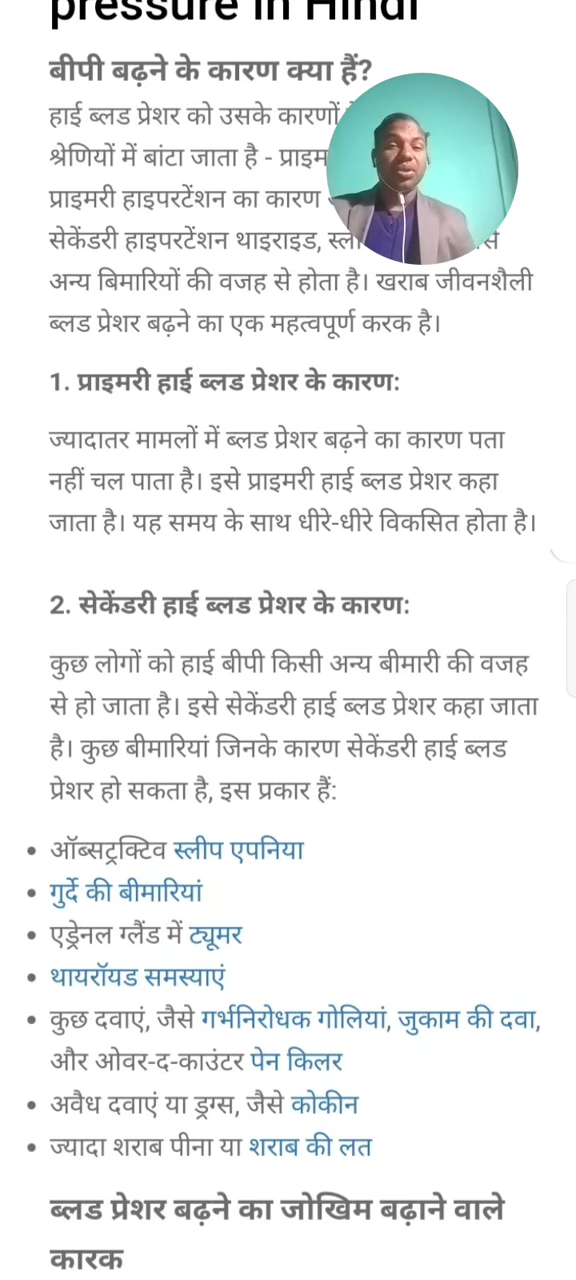 pressure in Hindi
बीपी बढ़ने के कारण क्या हैं?
हाई ब्लड प्रेशर को उसके कारणों
श्रेणियों में बांटा जाता है -
प्राइमरी हाइपरटेंशन का कारण
सेकेंडरी हाइपरटेंशन थाइराइड,
अन्य बिमारियों की वजह से होता है। खराब जीवनशैली
ब्लड प्रेशर बढ़ने का एक महत्वपूर्ण करक है।
1. प्राइमरी हाई ब्लड प्रेशर के कारण:
ज्यादातर मामलों में ब्लड प्रेशर बढ़ने का कारण पता
नहीं चल पाता है। इसे प्राइमरी हाई ब्लड प्रेशर कहा
जाता है। यह समय के साथ धीरे-धीरे विकसित होता है।
2. सेकेंडरी हाई ब्लड प्रेशर के कारण:
कुछ लोगों को हाई बीपी किसी अन्य बीमारी की वजह
से हो जाता है। इसे सेकेंडरी हाई ब्लड प्रेशर कहा जाता
है। कुछ बीमारियां जिनके कारण सेकेंडरी हाई ब्लड
प्रेशर हो सकता है, इस प्रकार हैं:
• ऑब्सट्रक्टिव स्लीप एपनिया
• गुर्दे की बीमारियां
• एड्रेनल ग्लैंड में ट्यूमर
• थायरॉयड समस्याएं
• कुछ दवाएं, जैसे गर्भनिरोधक गोलियां, जुकाम की दवा,
और ओवर-द-काउंटर पेन किलर
• अवैध दवाएं या ड्रग्स, जैसे कोकीन
• ज्यादा शराब पीना या शराब की लत
ब्लड प्रेशर बढ़ने का जोखिम बढ़ाने वाले
कारक